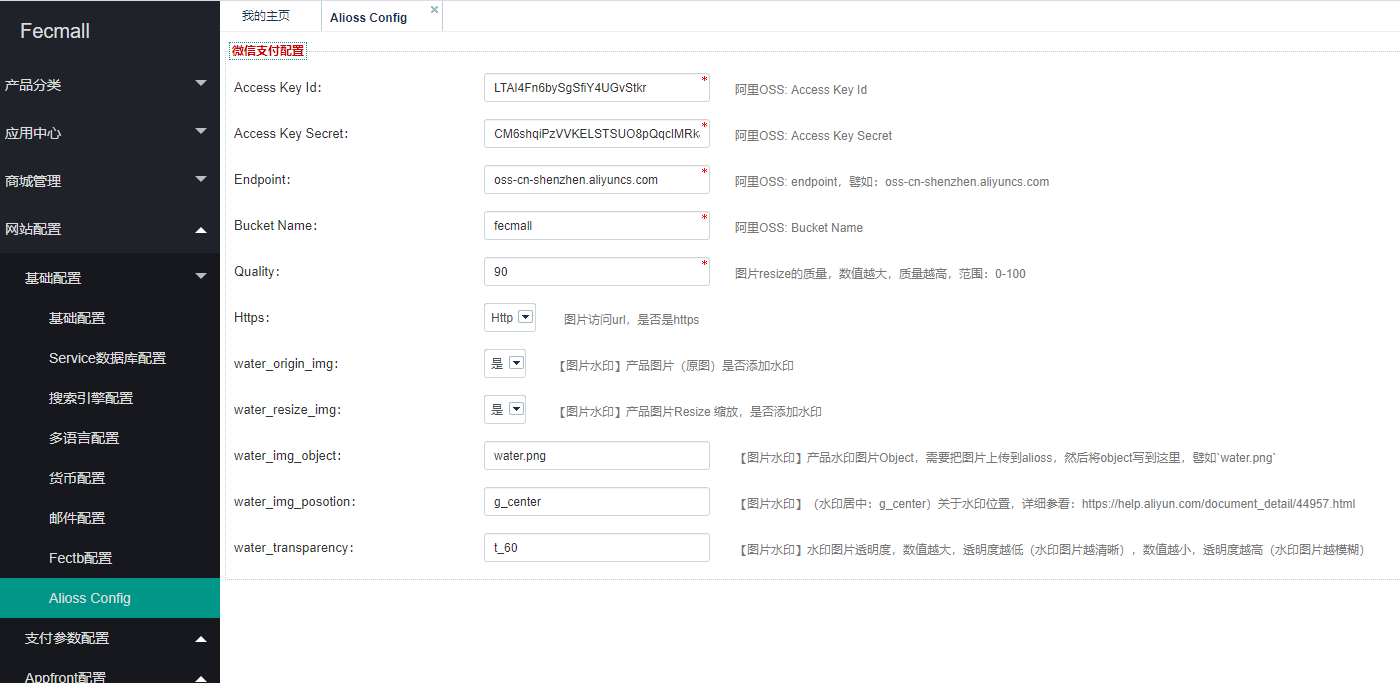 Fecmall
我的主页
Alioss Config
产品分类
应用中心
商城管理
网站配置
基础配置
基础配置
Service数据库配置
搜索引擎配置
多语言配置
货币配置
邮件配置
Fectb配置
Alioss Config
支付参数配置
Appfront配置
微信支付配置
Access Key Id: LTAI4Fn6bySgSfiY4UGvStkr * 阿里OSS: Access Key Id
Access Key Secret: CM6shqiPzVVKELSTSUO8pQqclMRk * 阿里OSS: Access Key Secret
Endpoint: oss-cn-shenzhen.aliyuncs.com * 阿里OSS: endpoint，譬如：oss-cn-shenzhen.aliyuncs.com
Bucket Name: fecmall * 阿里OSS: Bucket Name
Quality: 90 * 图片resize的质量，数值越大，质量越高，范围：0-100
Https: Http 图片访问url，是否是https
water_origin_img: 是 【图片水印】产品图片（原图）是否添加水印
water_resize_img: 是 【图片水印】产品图片Resize 缩放，是否添加水印
water_img_object: water.png 【图片水印】产品水印图片Object，需要把图片上传到alioss，然后将object写到这里，譬如`water.png`
water_img_posotion: g_center 【图片水印】（水印居中：g_center）关于水印位置，详细参看：https://help.aliyun.com/document_detail/44957.html
water_transparency: t_60 【图片水印】水印图片透明度，数值越大，透明度越低（水印图片越清晰），数值越小，透明度越高（水印图片越模糊）